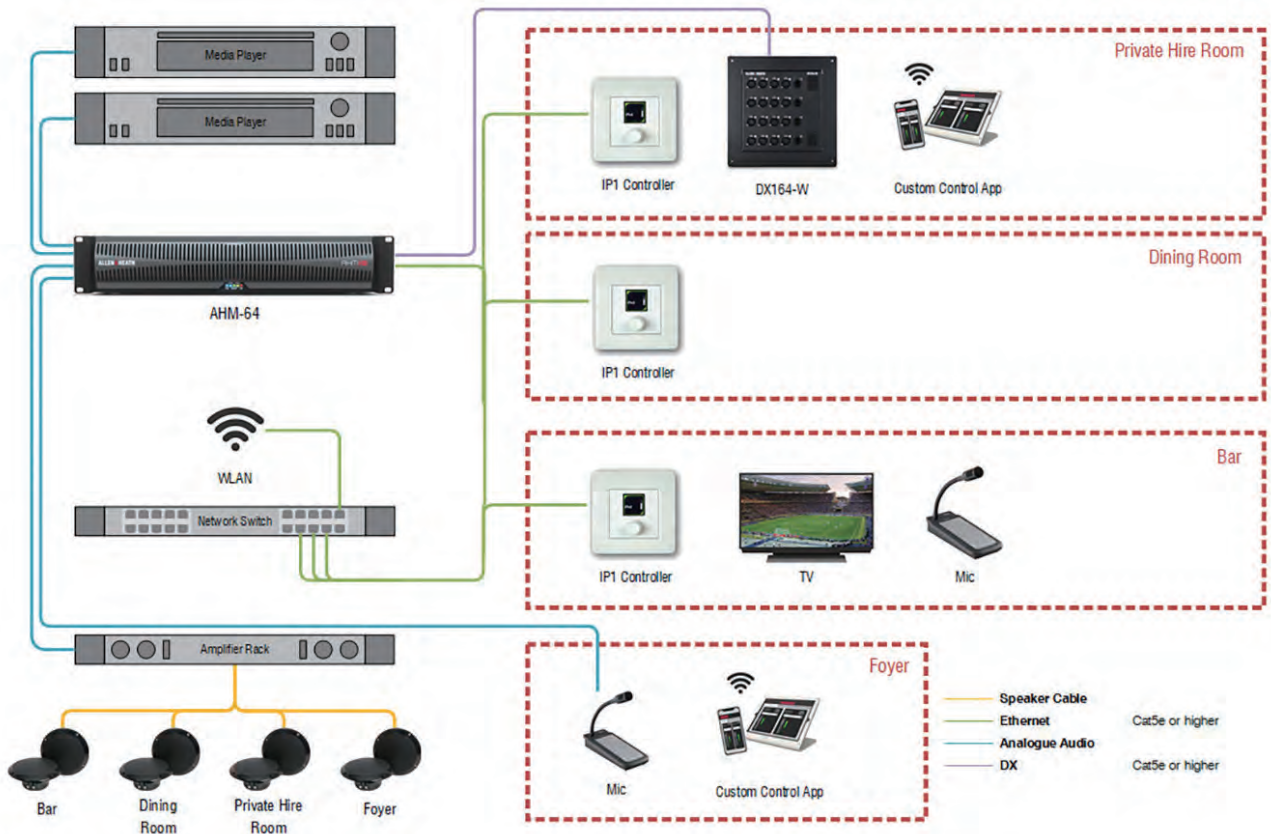 Media Player
Media Player
ALLEN&HEATH
AHM-64
WLAN
Network Switch
Amplifier Rack
Bar
Dining
Room
Private Hire
Room
Foyer
Private Hire Room
IP1 Controller
DX164-W
Custom Control App
Dining Room
IP1 Controller
Bar
IP1 Controller
TV
Mic
Foyer
Mic
Custom Control App
Speaker Cable
Ethernet Cat5e or higher
Analogue Audio
DX Cat5e or higher